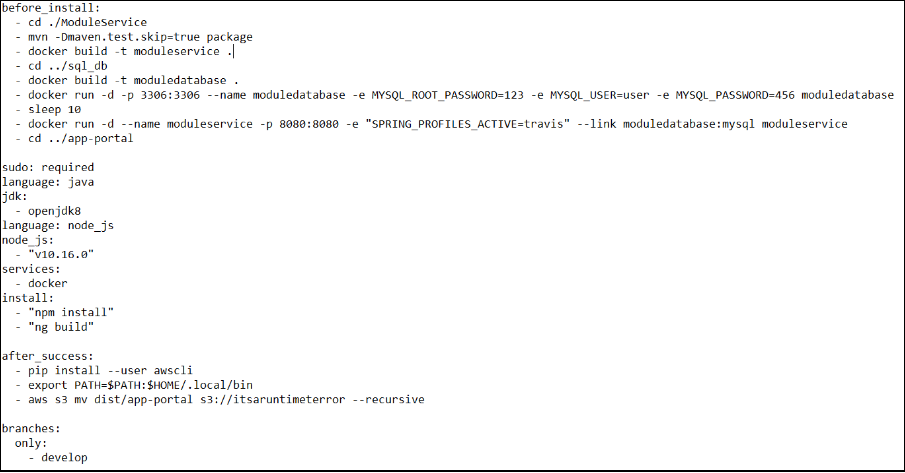 before_install:
  - cd ./ModuleService
  - mvn -Dmaven.test.skip=true package
  - docker build -t moduleservice .
  - cd ../sql_db
  - docker build -t moduledatabase .
  - docker run -d -p 3306:3306 --name moduledatabase -e MYSQL_ROOT_PASSWORD=123 -e MYSQL_USER=user -e MYSQL_PASSWORD=456 moduledatabase
  - sleep 10
  - docker run -d --name moduleservice -p 8080:8080 -e "SPRING_PROFILES_ACTIVE=travis" --link moduledatabase:mysql moduleservice
  - cd ../app-portal

sudo: required
language: java
jdk:
  - openjdk8
language: node_js
node_js:
  - "v10.16.0"
services:
  - docker
install:
  - "npm install"
  - "ng build"

after_success:
  - pip install --user awscli
  - export PATH=$PATH:$HOME/.local/bin
  - aws s3 mv dist/app-portal s3://itsaruntimeterror --recursive

branches:
  only:
    - develop